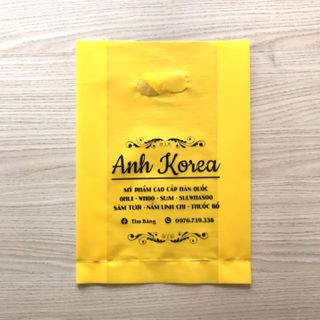 Anh Korea
MỸ PHẨM CAO CẤP HÀN QUỐC
OHUI - WHOO - SUM - SULWHASOO
SÂM TƯƠI - NẤM LINH CHI - THUỐC BỔ
Tim Bằng 0976.739.338